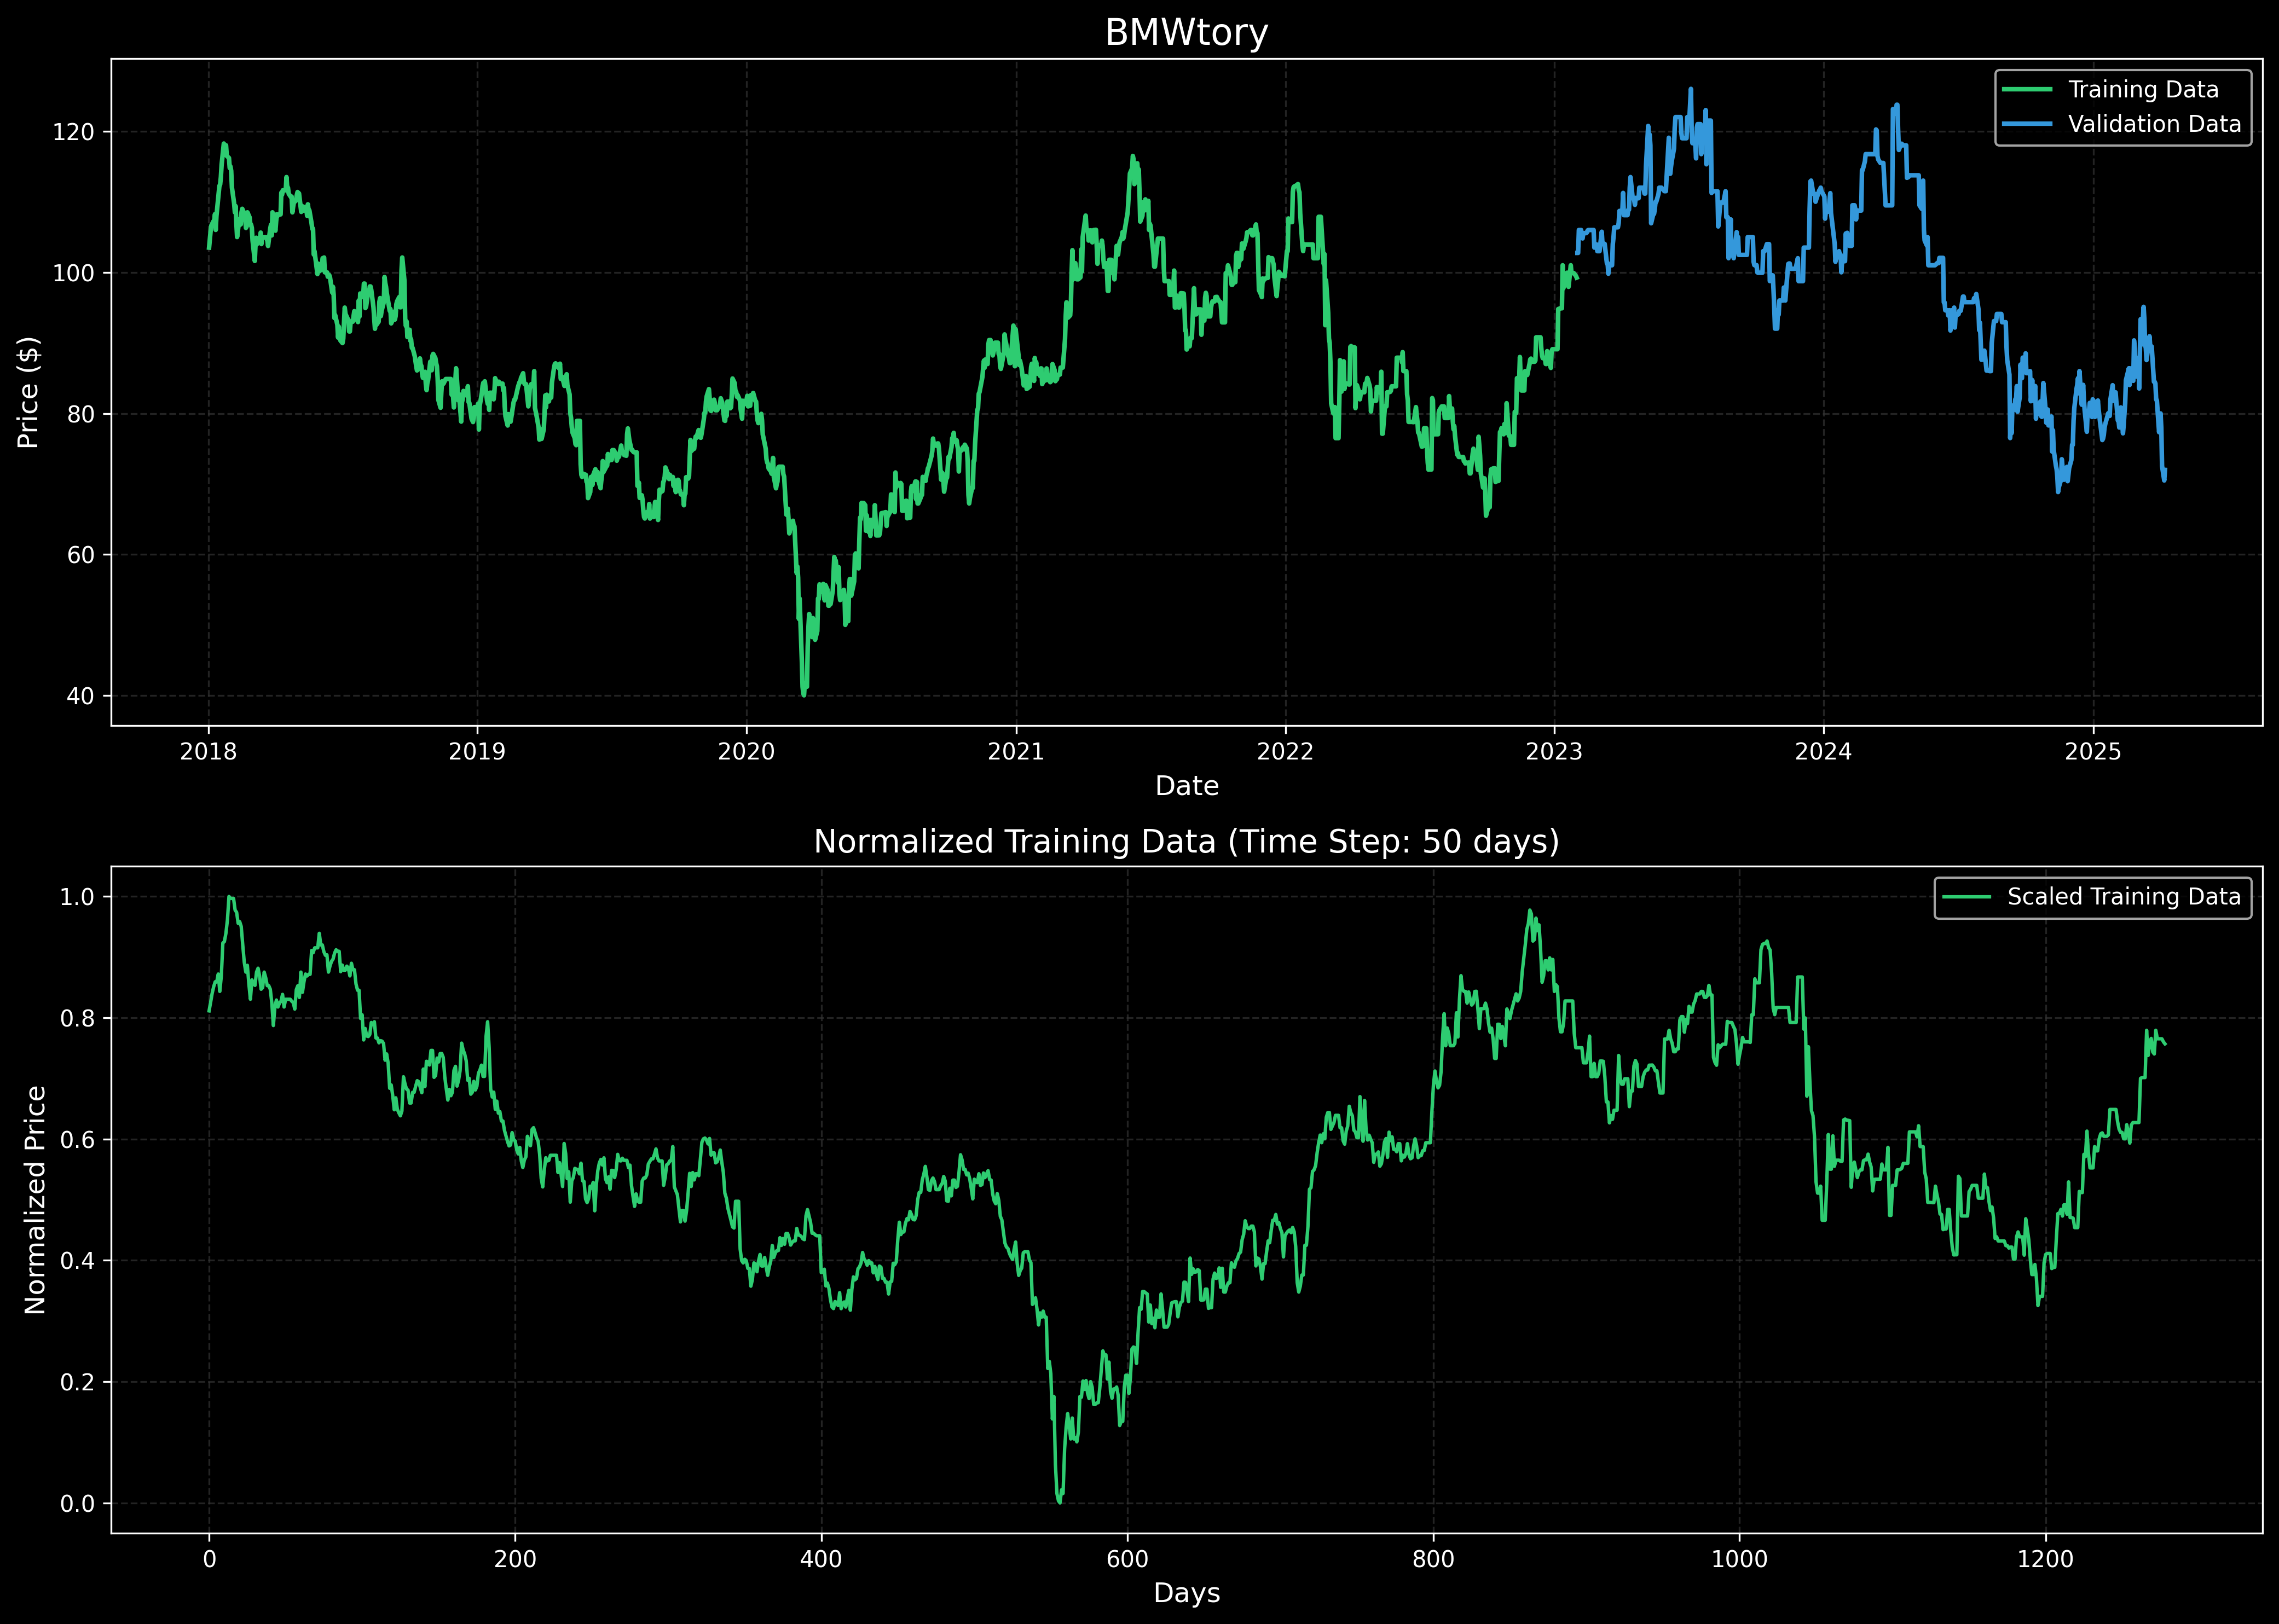 BMWtory
Training Data
Validation Data
Price ($)
120
100
80
60
40
2018 2019 2020 2021 2022 2023 2024 2025
Date
Normalized Training Data (Time Step: 50 days)
Scaled Training Data
Normalized Price
1.0
0.8
0.6
0.4
0.2
0.0
0 200 400 600 800 1000 1200
Days